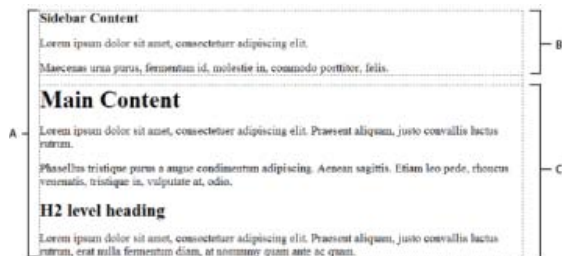 Sidebar Content
Lorem ipsum dolor sit amet, consectetuer adipiscing elit.
B
Maecenas urna purus, fermentum id, molestie in, commodo porttitor, felis.
Main Content
A
Lorem ipsum dolor sit amet, consectetuer adipiscing elit. Praesent aliquam, justo convallis luctus
rutrum.
Phasellus tristique purus a augue condimentum adipiscing. Aenean sagittis. Etiam leo pede, rhoncus
venenatis, tristique in, vulputate at, odio.
C
H2 level heading
Lorem ipsum dolor sit amet, consectetuer adipiscing elit. Praesent aliquam, justo convallis luctus
rutrum, erat nulla fermentum diam, at nonummy quam ante ac quam.